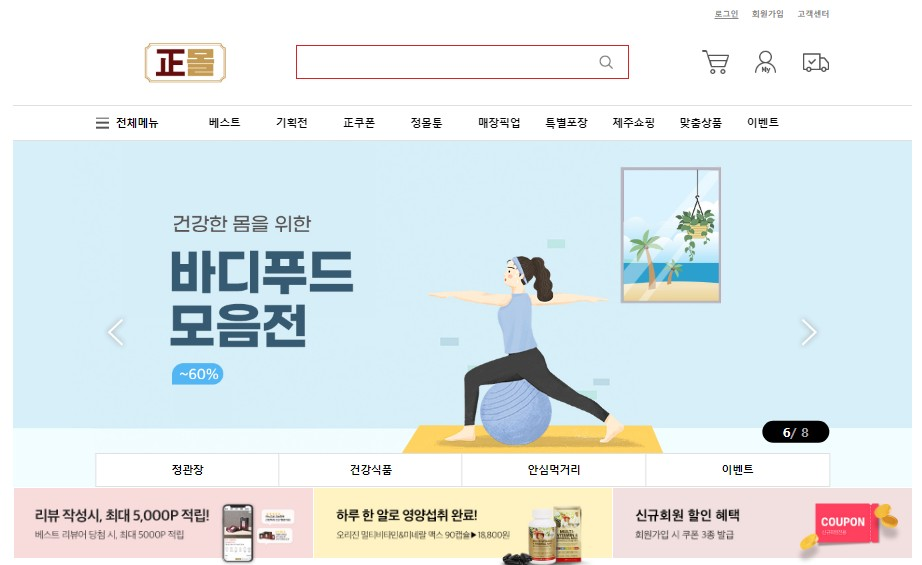 로그인 회원가입 고객센터
正몰
My
전체메뉴 베스트 기획전 正쿠폰 정몰툰 매장픽업 특별포장 제주쇼핑 맞춤상품 이벤트
건강한 몸을 위한
바디푸드
모음전
~60%
6/ 8
정관장 건강식품 안심먹거리 이벤트
리뷰 작성시, 최대 5,000P 적립!
베스트 리뷰어 당첨 시, 최대 5000P 적립
하루 한 알로 영양섭취 완료!
오리진 멀티비타민&미네랄 맥스 90캡슐▶18,800원
신규회원 할인 혜택
회원가입 시 쿠폰 3종 발급
COUPON